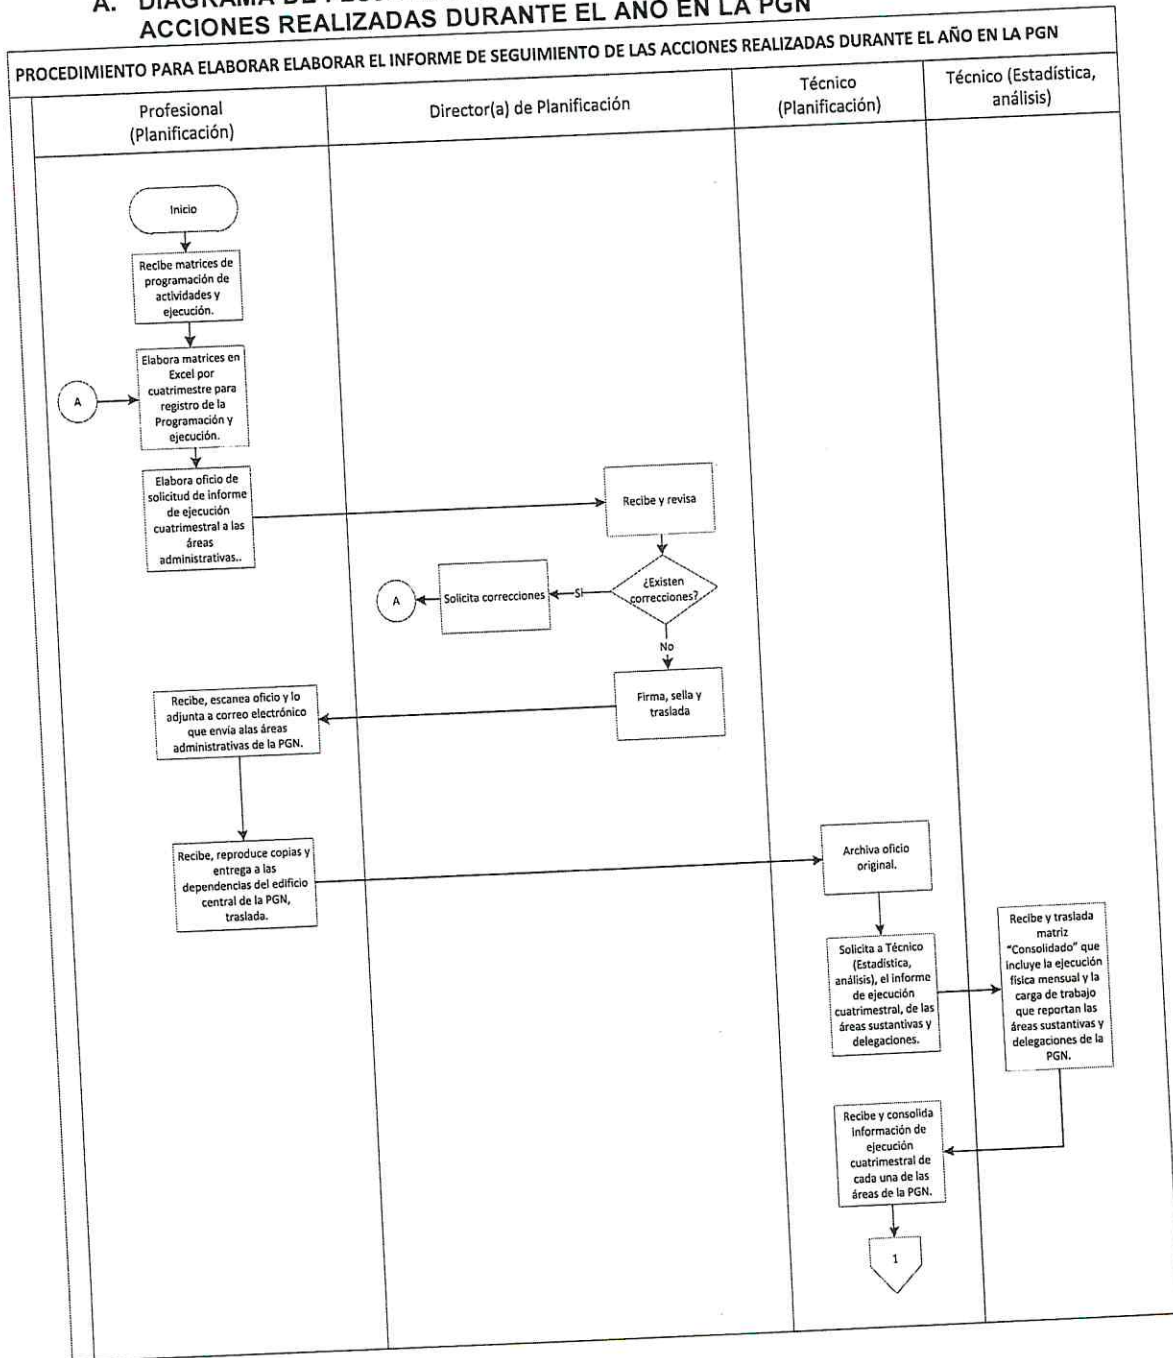 A. DIAGRAMA DE
ACCIONES REALIZADAS DURANTE EL AÑO EN LA PGN
PROCEDIMIENTO PARA ELABORAR ELABORAR EL INFORME DE SEGUIMIENTO DE LAS ACCIONES REALIZADAS DURANTE EL AÑO EN LA PGN
Profesional
(Planificación)
Director(a) de Planificación
Técnico
(Planificación)
Técnico (Estadística,
análisis)
Inicio
Recibe matrices de
programación de
actividades y
ejecución.
A
Elabora matrices en
Excel por
cuatrimestre para
registro de la
Programación y
ejecución.
Elabora oficio de
solicitud de informe
de ejecución
cuatrimestral a las
áreas
administrativas..
Recibe y revisa
¿Existen
correcciones?
Si
Solicita correcciones
A
No
Firma, sella y
traslada
Recibe, escanea oficio y lo
adjunta a correo electrónico
que envía alas áreas
administrativas de la PGN.
Recibe, reproduce copias y
entrega a las
dependencias del edificio
central de la PGN,
traslada.
Archiva oficio
original.
Solicita a Técnico
(Estadística,
análisis), el informe
de ejecución
cuatrimestral, de las
áreas sustantivas y
delegaciones.
Recibe y traslada
matriz
"Consolidado" que
incluye la ejecución
física mensual y la
carga de trabajo
que reportan las
áreas sustantivas y
delegaciones de la
PGN.
Recibe y consolida
información de
ejecución
cuatrimestral de
cada una de las
áreas de la PGN.
1